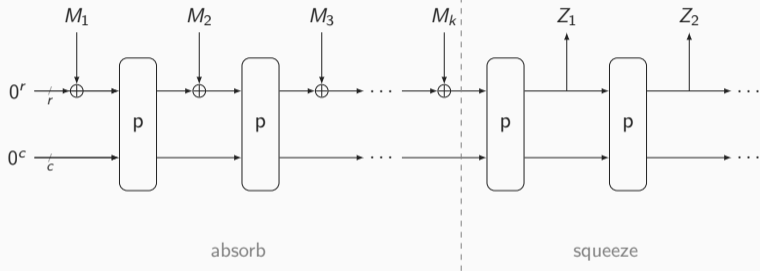 M₁ M₂ M₃ Mₖ Z₁ Z₂
0ʳ r ··· ···
p p p p
0ᶜ c ··· ···
absorb squeeze